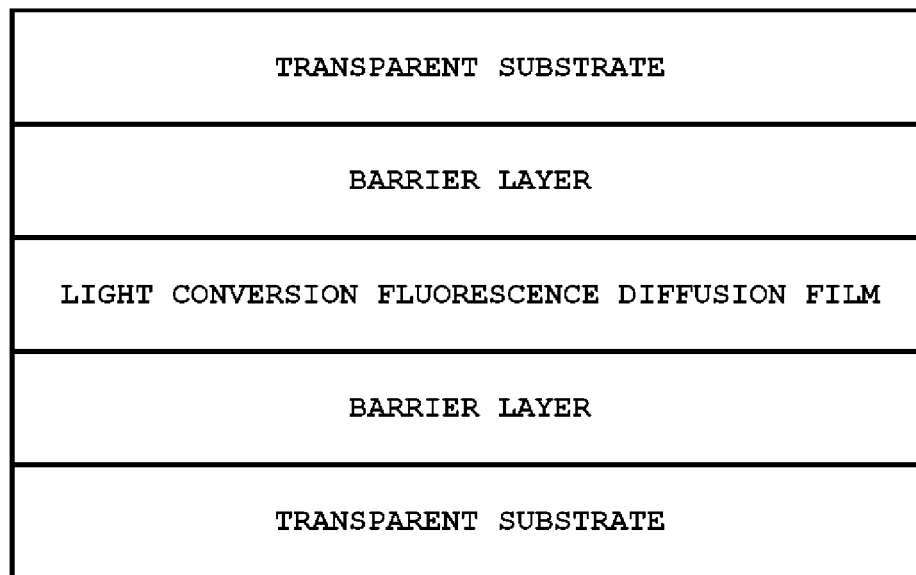 TRANSPARENT SUBSTRATE
BARRIER LAYER
LIGHT CONVERSION FLUORESCENCE DIFFUSION FILM
BARRIER LAYER
TRANSPARENT SUBSTRATE